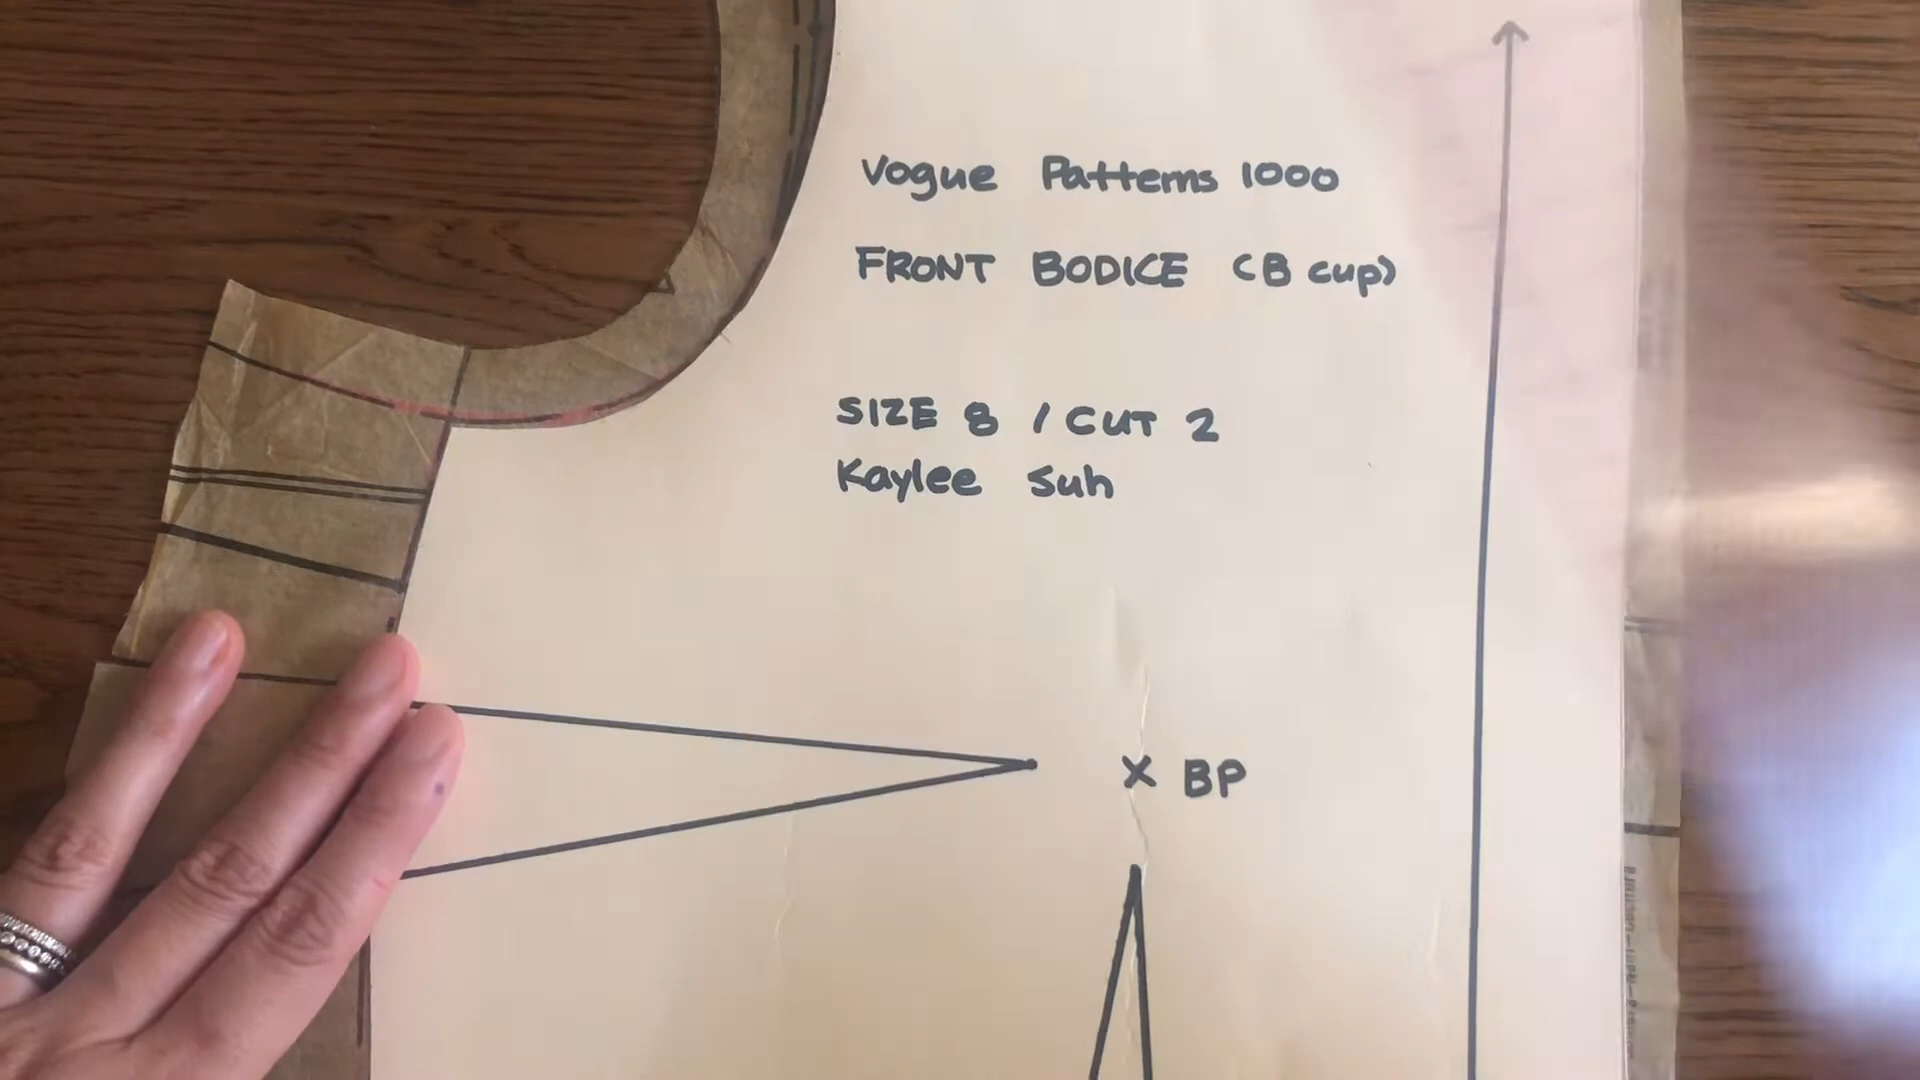 Vogue Patterns 1000
FRONT BODICE (B cup)
SIZE 8 / CUT 2
Kaylee Suh
X BP